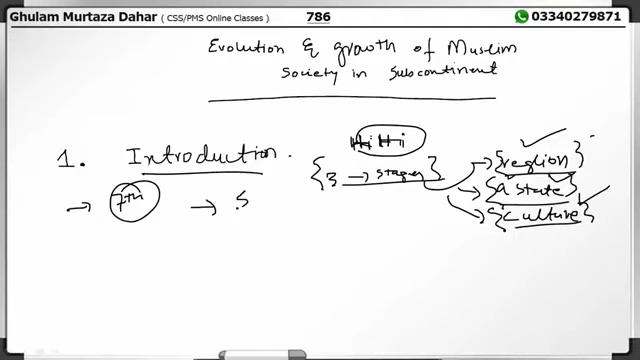 Ghulam Murtaza Dahar ( CSS/PMS Online Classes ) 786 03340279871
Evolution & growth of Muslim
Society in Subcontinent
1. Introduction.
{3 → stages} → {region}
{a state}
{culture}
→ 7th → S